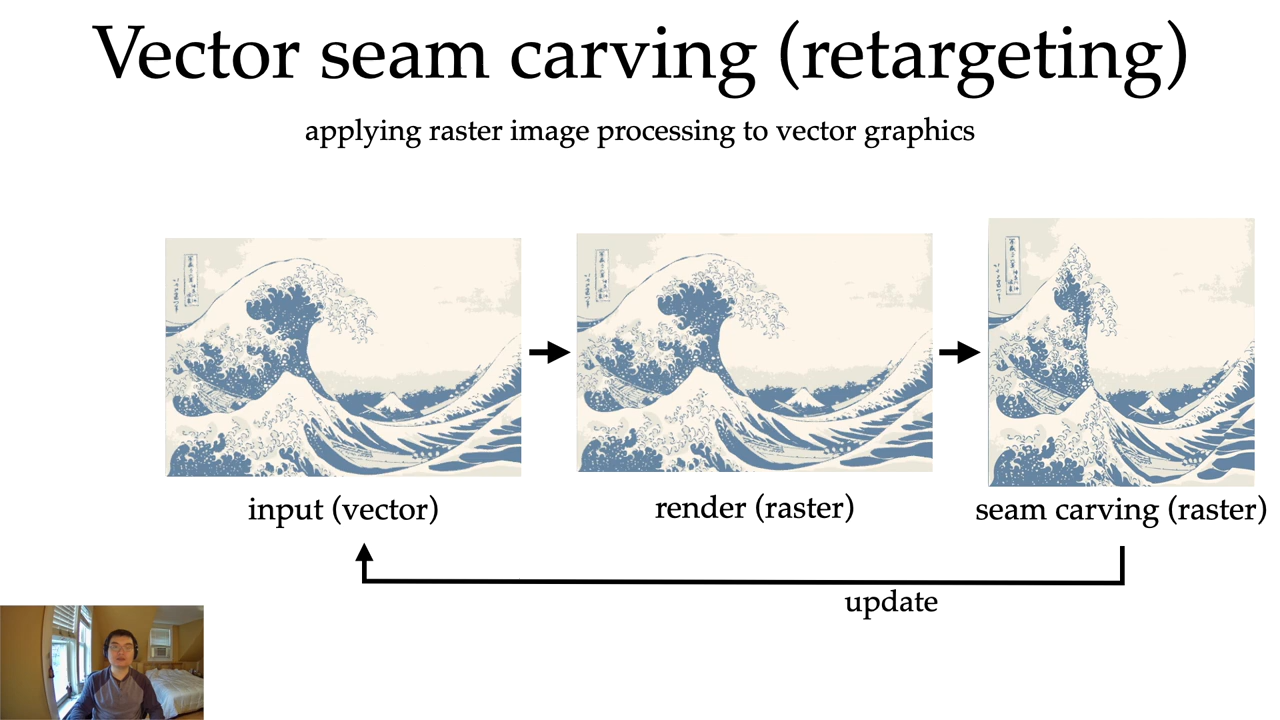 Vector seam carving (retargeting)
applying raster image processing to vector graphics
input (vector)
render (raster)
seam carving (raster)
update